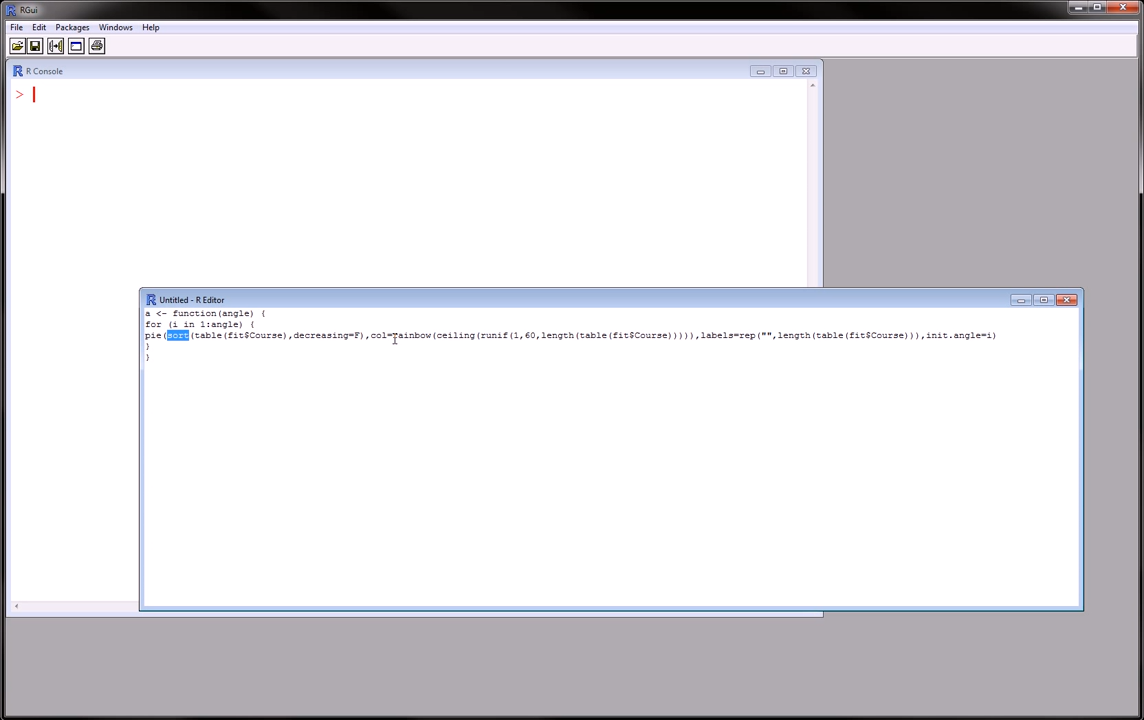 RGui
File Edit Packages Windows Help
R Console
>
Untitled - R Editor
a <- function(angle) {
for (i in 1:angle) {
pie(sort(table(fit$Course),decreasing=F),col=rainbow(ceiling(runif(1,60,length(table(fit$Course))))),labels=rep("",length(table(fit$Course))),init.angle=i)
}
}